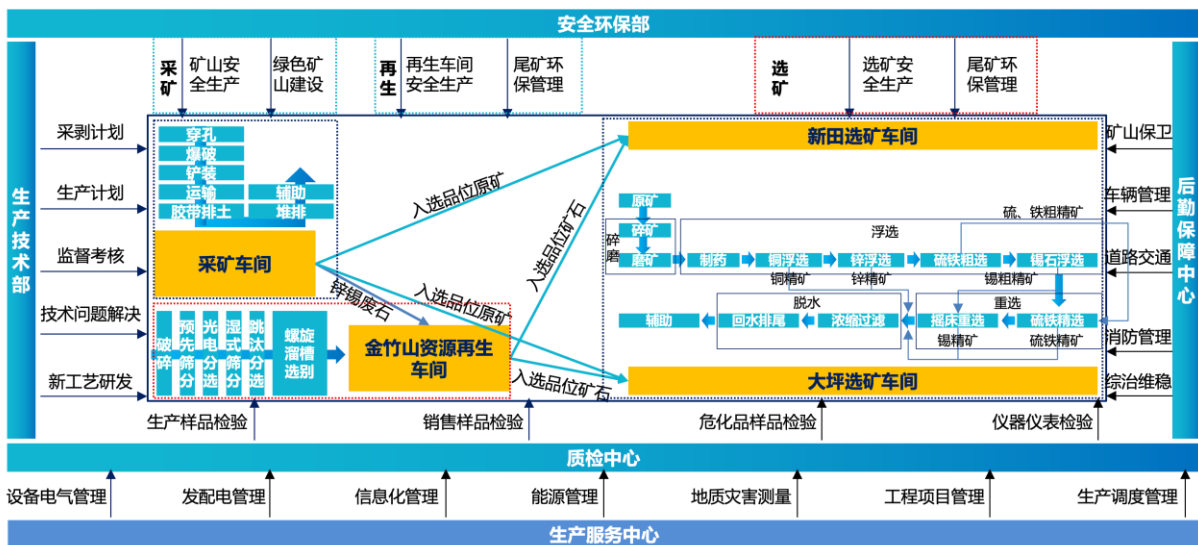 安全环保部
采矿
矿山安
全生产
绿色矿
山建设
再生
再生车间
安全生产
尾矿环
保管理
选矿
选矿安
全生产
尾矿环
保管理
生产技术部
采剥计划
生产计划
监督考核
技术问题解决
新工艺研发
穿孔
爆破
铲装
运输
胶带排土
辅助
堆排
采矿车间
入选品位原矿
入选品位矿石
锌锡废石
入选品位原矿
入选品位矿石
破碎
预先筛分
光电分选
湿式筛分
跳汰分选
螺旋
溜槽
选别
金竹山资源再生
车间
新田选矿车间
原矿
碎矿
磨矿
碎磨
浮选
硫、铁粗精矿
制药
铜浮选
锌浮选
硫铁粗选
锡石浮选
铜精矿
锌精矿
锡粗精矿
脱水
重选
辅助
回水排尾
浓缩过滤
摇床重选
硫铁精选
锡精矿
硫铁精矿
大坪选矿车间
矿山保卫
车辆管理
道路交通
消防管理
综治维稳
后勤保障中心
生产样品检验
销售样品检验
危化品样品检验
仪器仪表检验
质检中心
设备电气管理
发配电管理
信息化管理
能源管理
地质灾害测量
工程项目管理
生产调度管理
生产服务中心